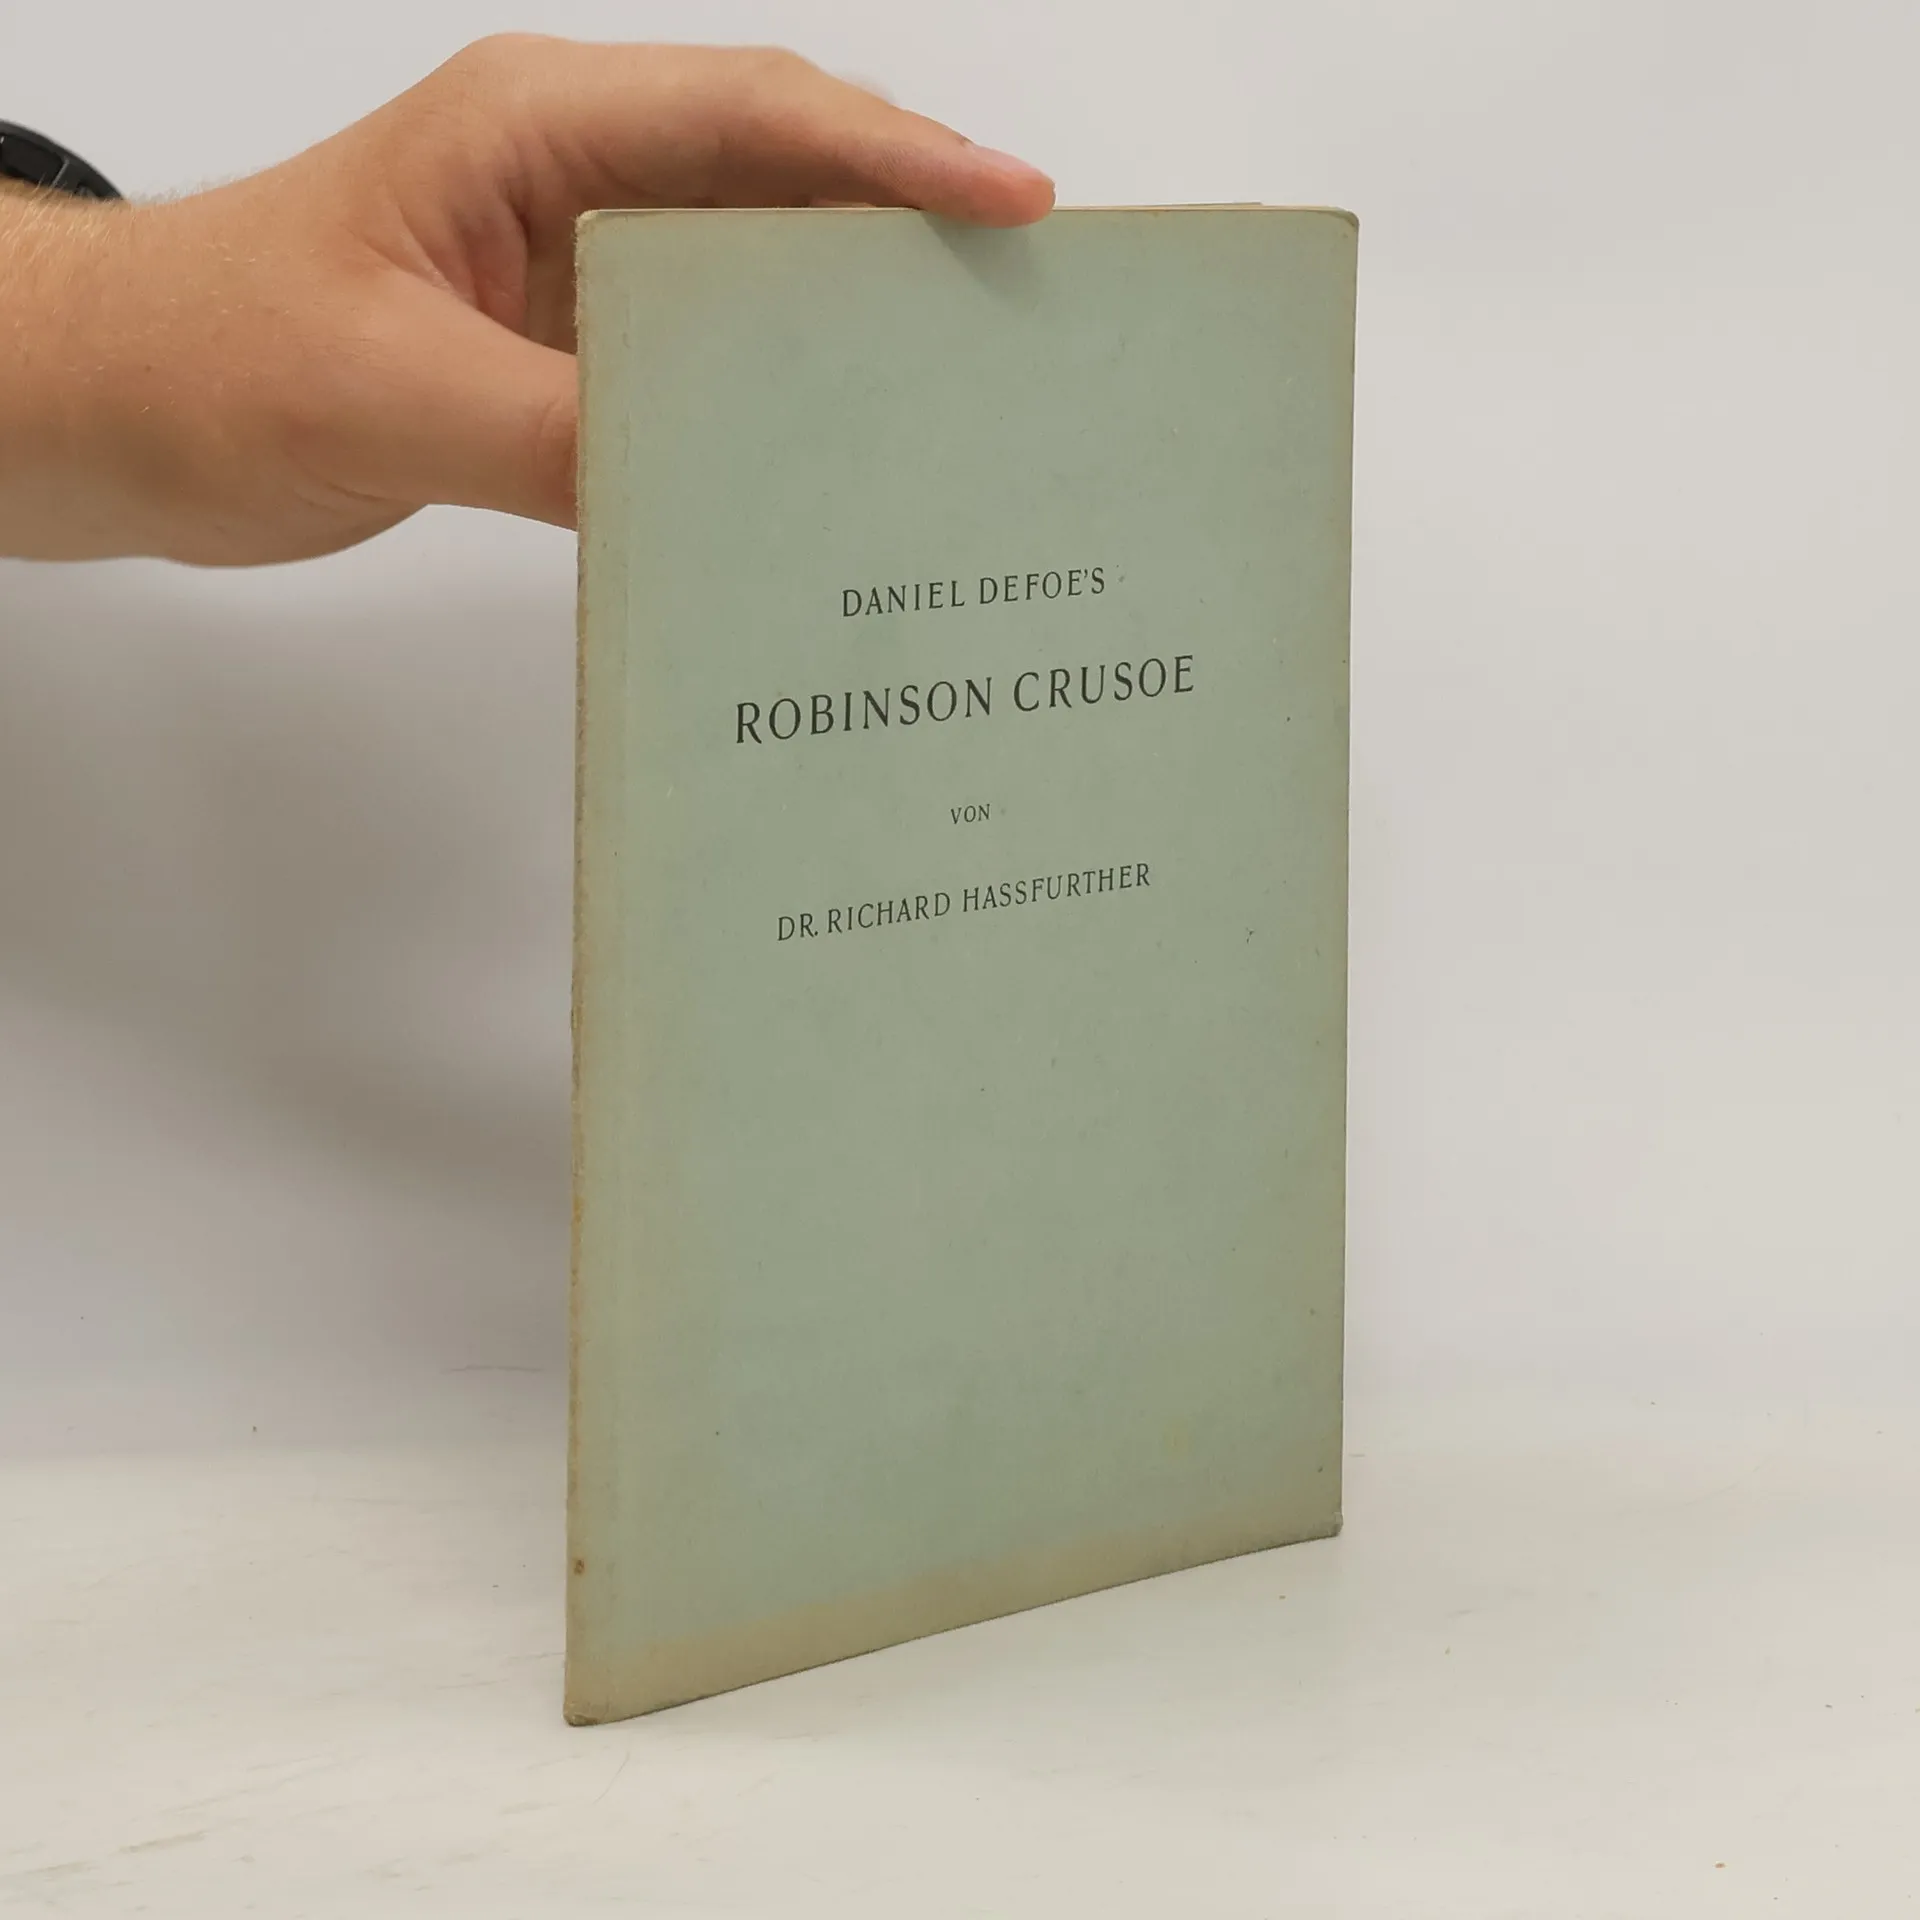 DANIEL DEFOE'S
ROBINSON CRUSOE
VON
DR. RICHARD HASSFURTHER